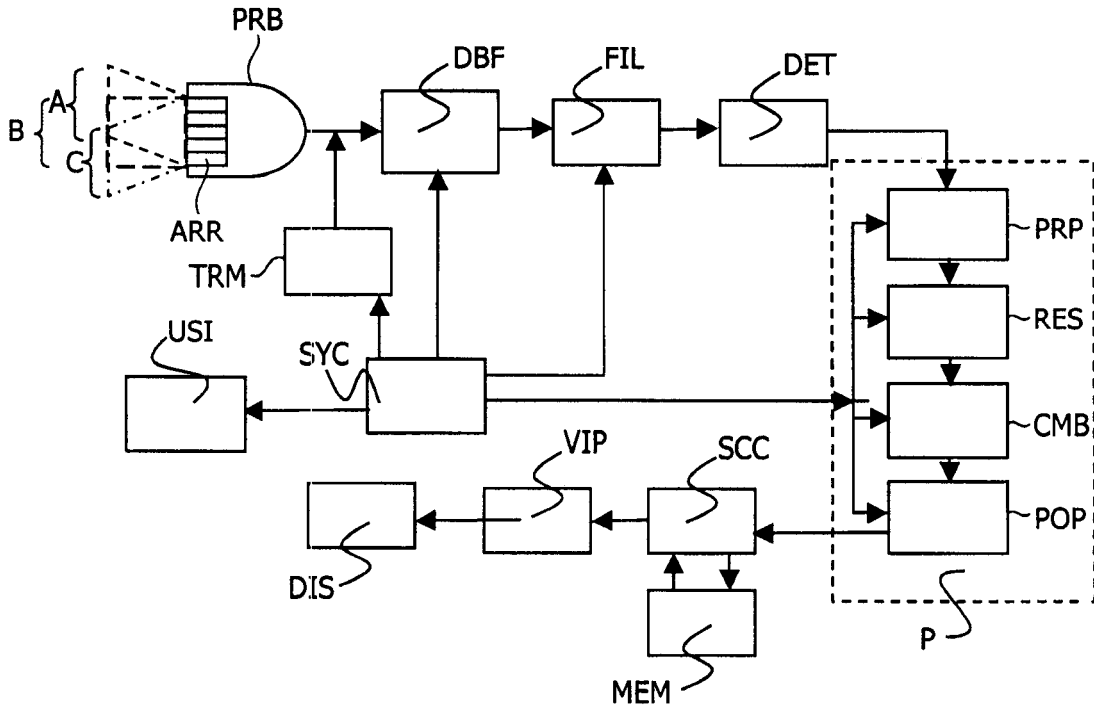 PRB
DBF
FIL
DET
A
B
C
ARR
TRM
PRP
RES
USI
SYC
CMB
VIP
SCC
POP
DIS
P
MEM